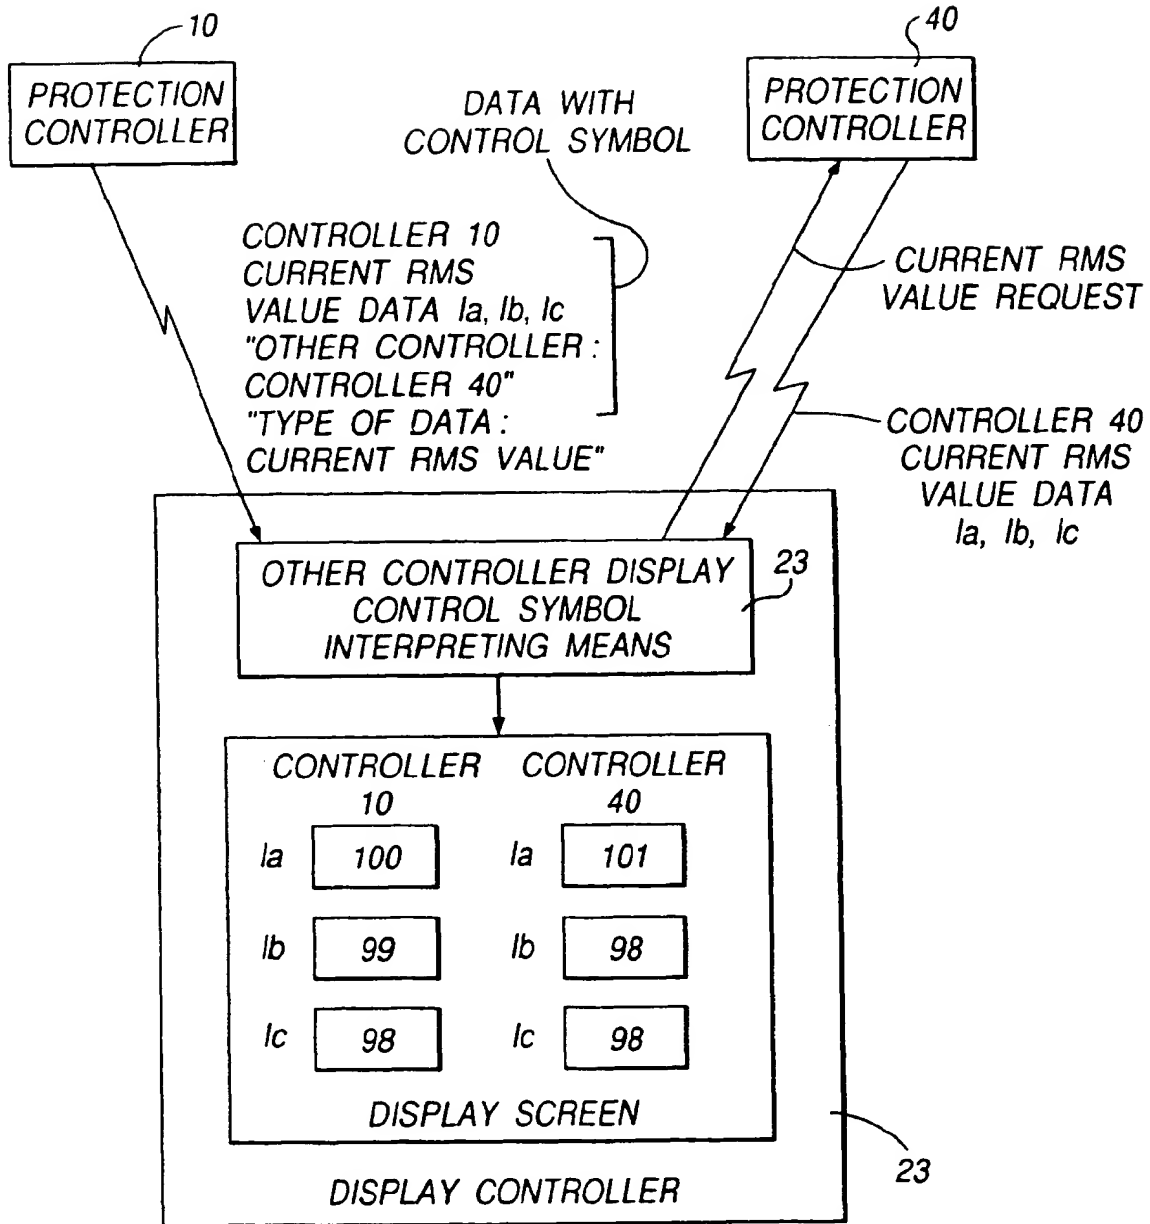 10
PROTECTION
CONTROLLER
40
PROTECTION
CONTROLLER
DATA WITH
CONTROL SYMBOL
CONTROLLER 10
CURRENT RMS
VALUE DATA Ia, Ib, Ic
"OTHER CONTROLLER :
CONTROLLER 40"
"TYPE OF DATA :
CURRENT RMS VALUE"
CURRENT RMS
VALUE REQUEST
CONTROLLER 40
CURRENT RMS
VALUE DATA
Ia, Ib, Ic
OTHER CONTROLLER DISPLAY
CONTROL SYMBOL
INTERPRETING MEANS
23
CONTROLLER
10
CONTROLLER
40
Ia 100 Ia 101
Ib 99 Ib 98
Ic 98 Ic 98
DISPLAY SCREEN
23
DISPLAY CONTROLLER